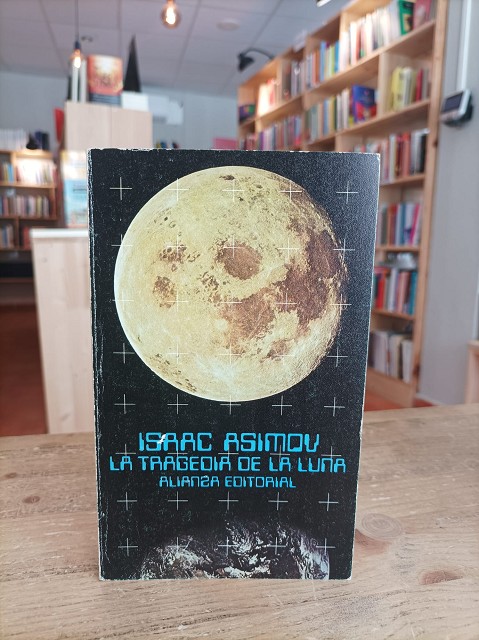 ISAAC ASIMOV
LA TRAGEDIA DE LA LUNA
ALIANZA EDITORIAL